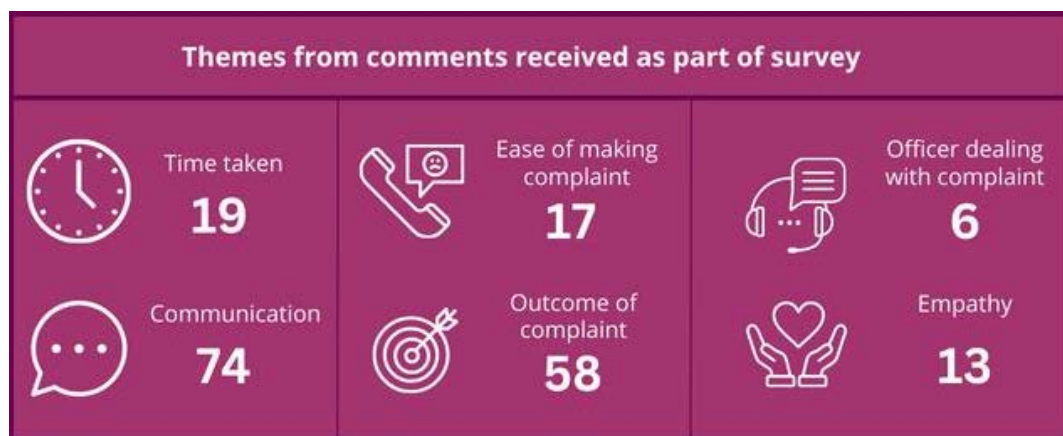 Themes from comments received as part of survey
Time taken
19
Ease of making
complaint
17
Officer dealing
with complaint
6
Communication
74
Outcome of
complaint
58
Empathy
13